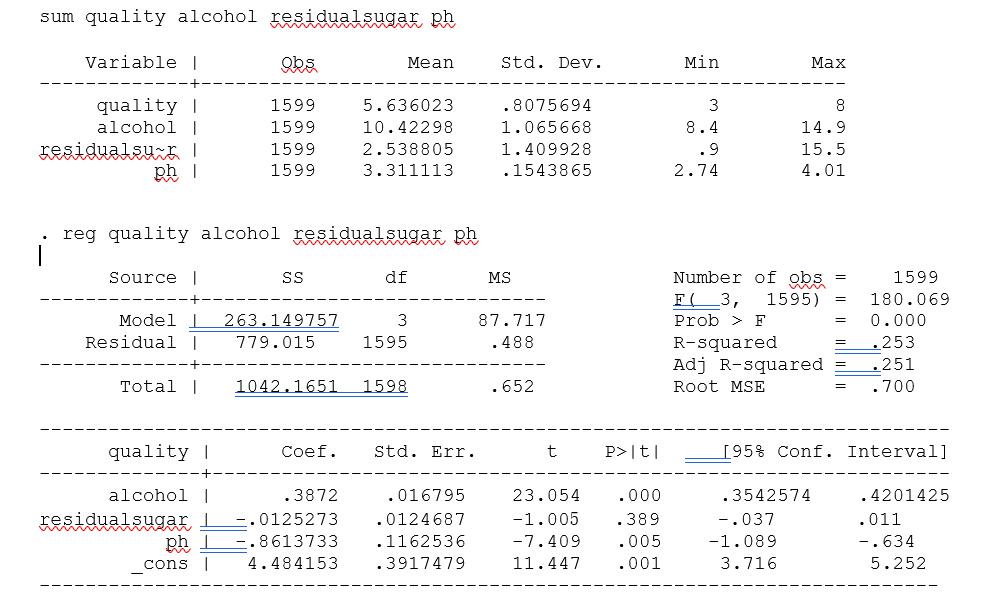 sum quality alcohol residualsugar ph
Variable | Obs Mean Std. Dev. Min Max
-------------+--------------------------------------------------------
quality | 1599 5.636023 .8075694 3 8
alcohol | 1599 10.42298 1.065668 8.4 14.9
residualsu~r | 1599 2.538805 1.409928 .9 15.5
ph | 1599 3.311113 .1543865 2.74 4.01
. reg quality alcohol residualsugar ph
Source | SS df MS Number of obs = 1599
-------------+------------------------------ F( 3, 1595) = 180.069
Model | 263.149757 3 87.717 Prob > F = 0.000
Residual | 779.015 1595 .488 R-squared = .253
-------------+------------------------------ Adj R-squared = .251
Total | 1042.1651 1598 .652 Root MSE = .700
------------------------------------------------------------------------------
quality | Coef. Std. Err. t P>|t| [95% Conf. Interval]
-------------+----------------------------------------------------------------
alcohol | .3872 .016795 23.054 .000 .3542574 .4201425
residualsugar | -.0125273 .0124687 -1.005 .389 -.037 .011
ph | -.8613733 .1162536 -7.409 .005 -1.089 -.634
_cons | 4.484153 .3917479 11.447 .001 3.716 5.252
------------------------------------------------------------------------------